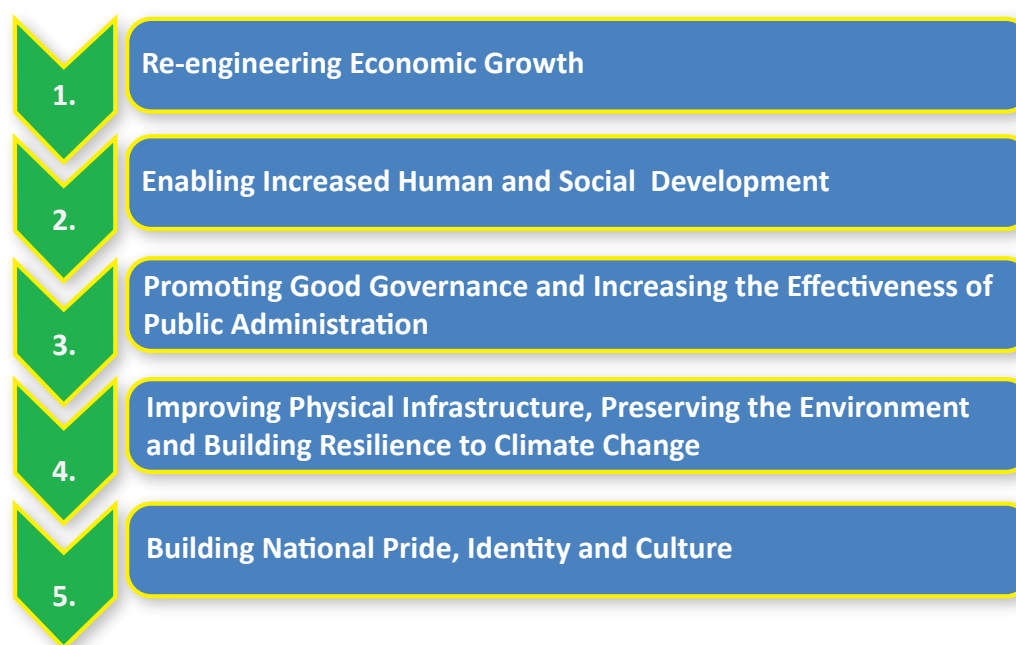 1.
Re-engineering Economic Growth
2.
Enabling Increased Human and Social Development
3.
Promoting Good Governance and Increasing the Effectiveness of
Public Administration
4.
Improving Physical Infrastructure, Preserving the Environment
and Building Resilience to Climate Change
5.
Building National Pride, Identity and Culture